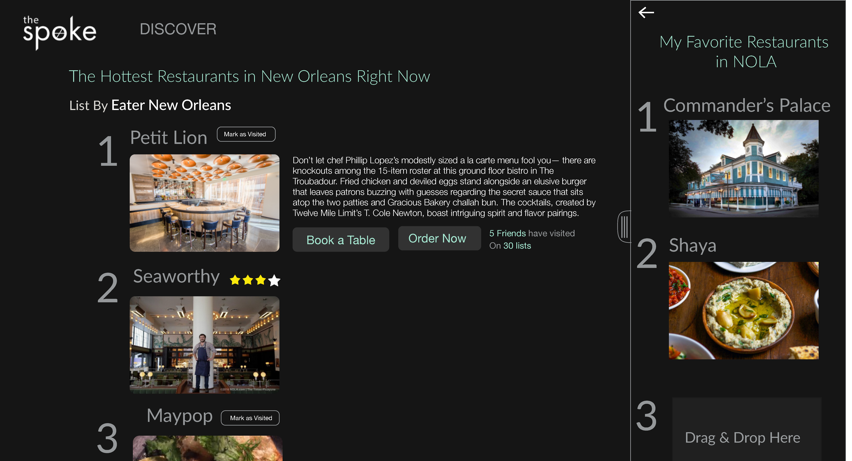 the
spoke
DISCOVER
The Hottest Restaurants in New Orleans Right Now
List By Eater New Orleans
1
Petit Lion
Mark as Visited
Don't let chef Phillip Lopez's modestly sized a la carte menu fool you— there are
knockouts among the 15-item roster at this ground floor bistro in The
Troubadour. Fried chicken and deviled eggs stand alongside an elusive burger
that leaves patrons buzzing with guesses regarding the secret sauce that sits
atop the two patties and Gracious Bakery challah bun. The cocktails, created by
Twelve Mile Limit's T. Cole Newton, boast intriguing spirit and flavor pairings.
Book a Table
Order Now
5 Friends have visited
On 30 lists
2
Seaworthy
Maypop
Mark as Visited
3
My Favorite Restaurants
in NOLA
1
Commander's Palace
2
Shaya
3
Drag & Drop Here